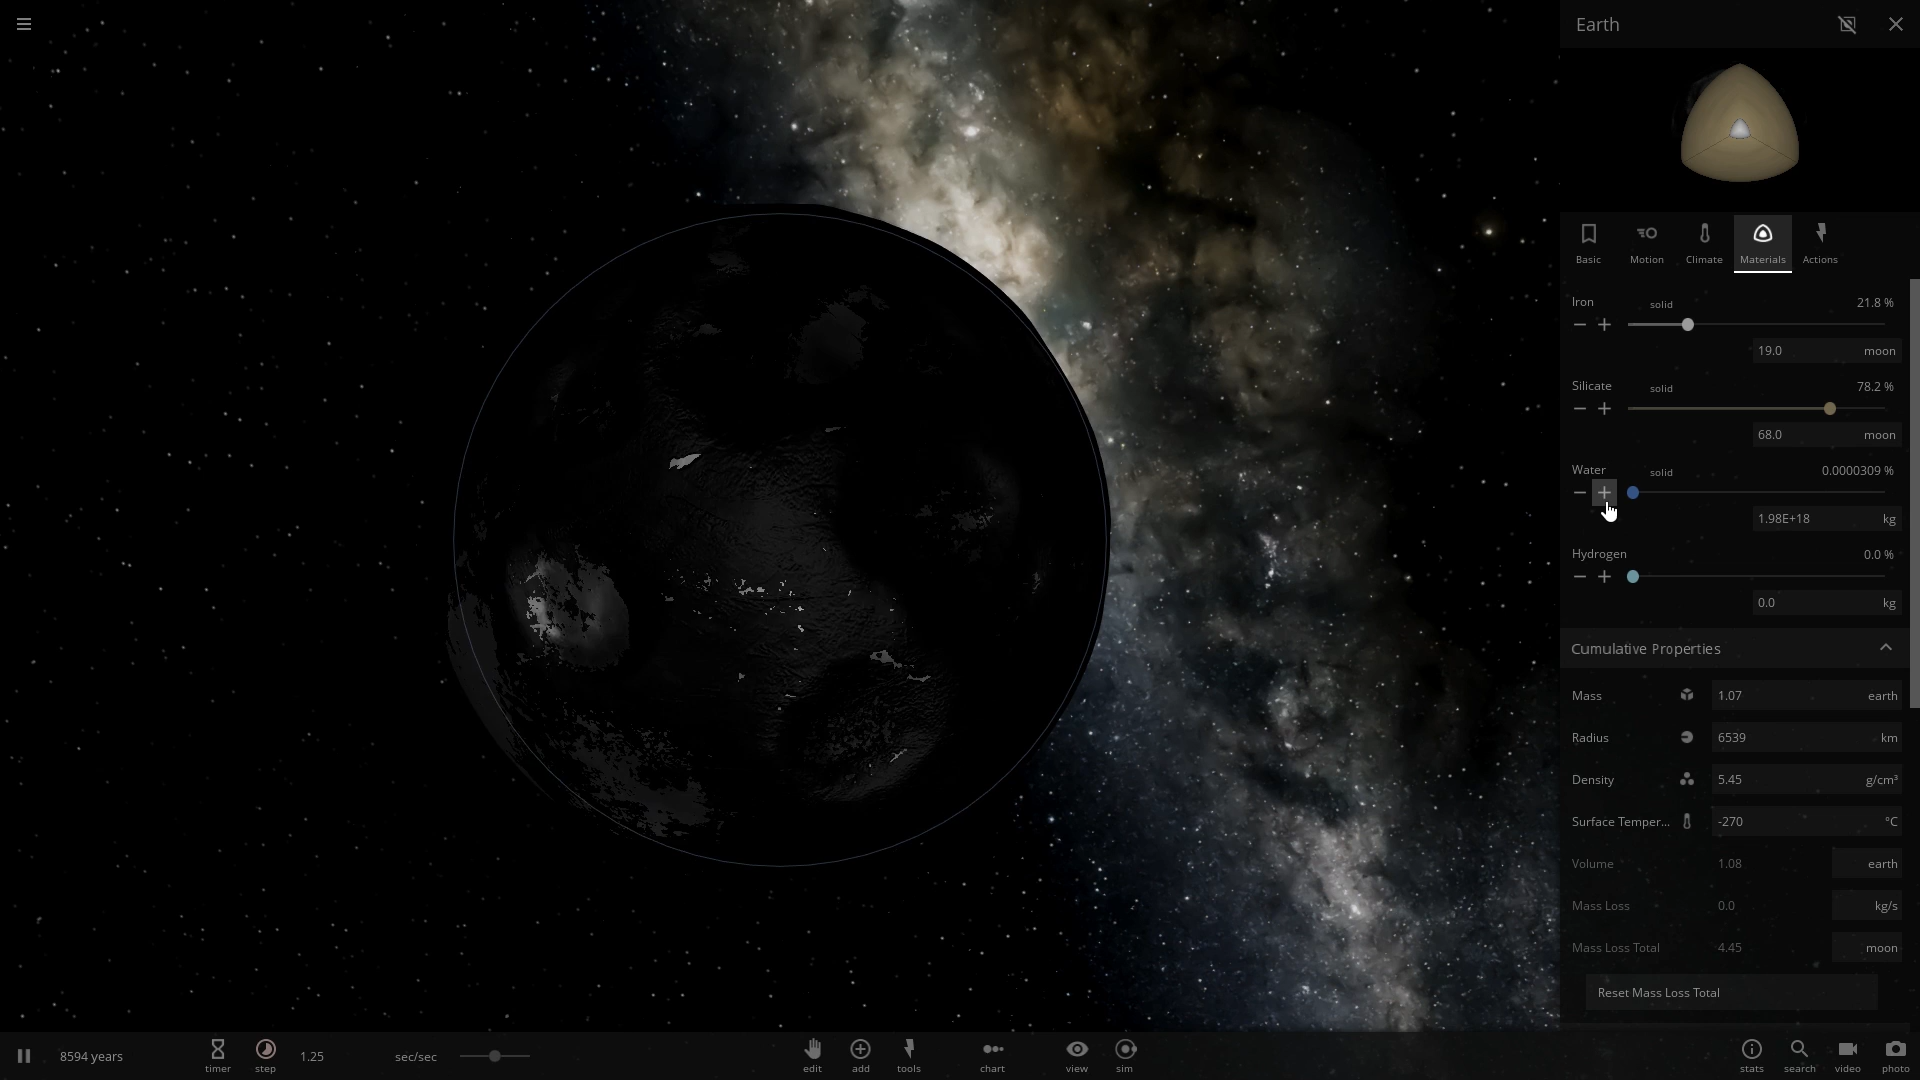 Earth
Basic Motion Climate Materials Actions
Iron solid 21.8 %
19.0 moon
Silicate solid 78.2 %
68.0 moon
Water solid 0.0000309 %
1.98E+18 kg
Hydrogen 0.0 %
0.0 kg
Cumulative Properties
Mass 1.07 earth
Radius 6539 km
Density 5.45 g/cm³
Surface Temper... -270 °C
Volume 1.08 earth
Mass Loss 0.0 kg/s
Mass Loss Total 4.45 moon
Reset Mass Loss Total
8594 years timer step 1.25 sec/sec edit add tools chart view sim stats search video photo